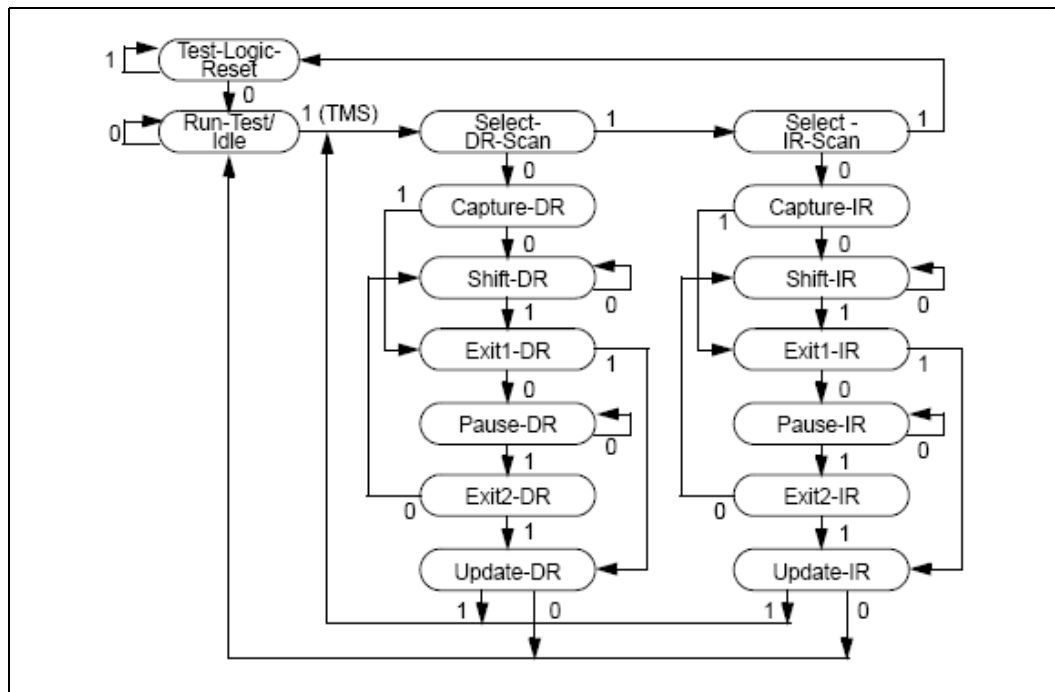 Test-Logic-
Reset
1
0
Run-Test/
Idle
0
1 (TMS)
Select-
DR-Scan
1
Select -
IR-Scan
1
0
0
Capture-DR
1
Capture-IR
1
0
0
Shift-DR
0
Shift-IR
0
1
1
Exit1-DR
1
Exit1-IR
1
0
0
Pause-DR
0
Pause-IR
0
1
1
Exit2-DR
0
Exit2-IR
0
1
1
Update-DR
Update-IR
1
0
1
0